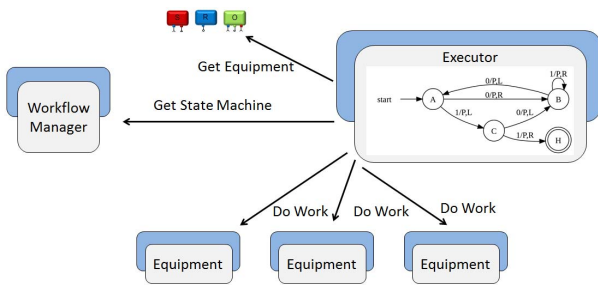 R O
Executor
Get Equipment
1/P,R
0/P,L
start
A
0/P,R
B
Get State Machine
Workflow
Manager
1/P,L
0/P,L
C
1/P,R
H
Do Work
Do Work
Do Work
Equipment
Equipment
Equipment